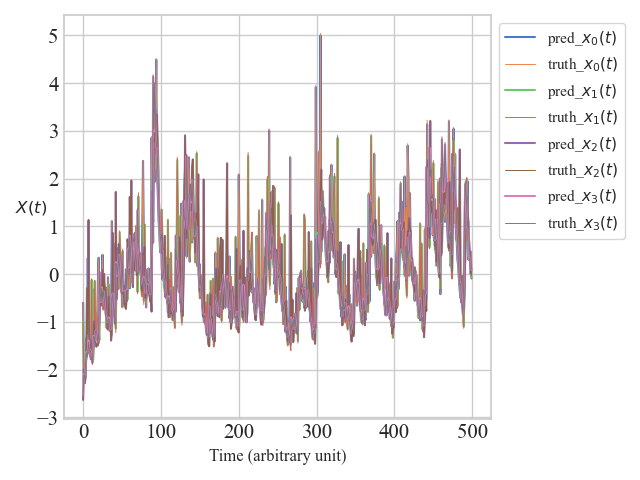 5
4
3
2
1
0
−1
−2
−3
X(t)
0 100 200 300 400 500
Time (arbitrary unit)
pred_x₀(t)
truth_x₀(t)
pred_x₁(t)
truth_x₁(t)
pred_x₂(t)
truth_x₂(t)
pred_x₃(t)
truth_x₃(t)